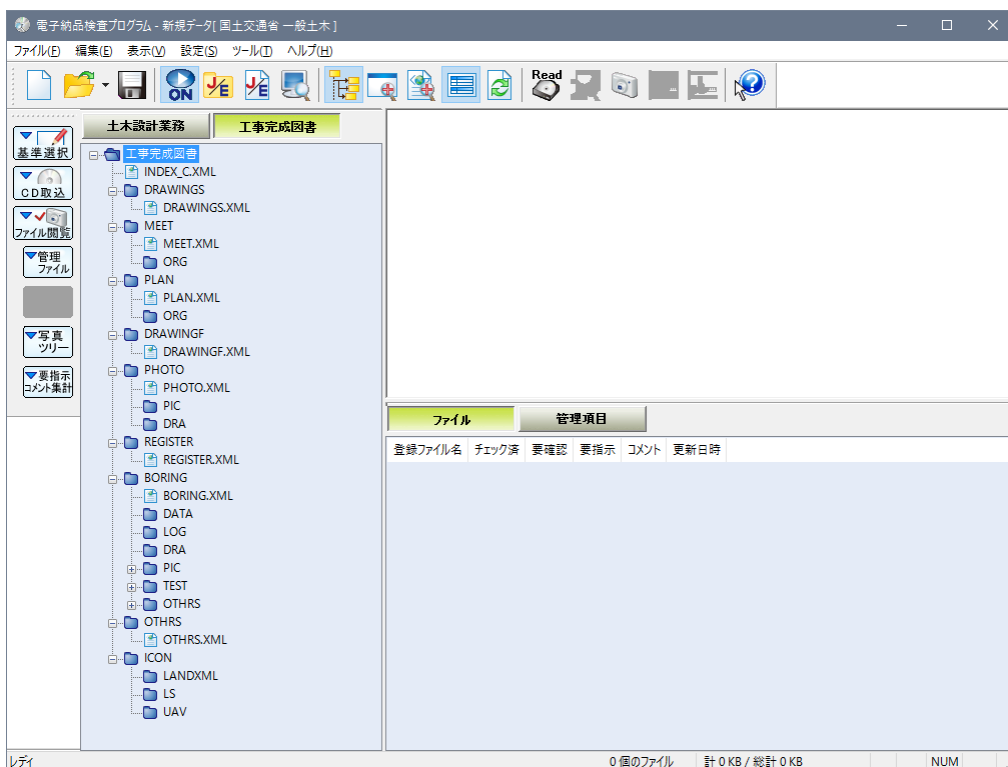 電子納品検査プログラム - 新規データ[ 国土交通省 一般土木 ]
ファイル(F) 編集(E) 表示(V) 設定(S) ツール(T) ヘルプ(H)
ON J/E J/E Read
基準選択
CD取込
ファイル閲覧
管理
ファイル
写真
ツリー
要指示
コメント集計
土木設計業務 工事完成図書
工事完成図書
INDEX_C.XML
DRAWINGS
DRAWINGS.XML
MEET
MEET.XML
ORG
PLAN
PLAN.XML
ORG
DRAWINGF
DRAWINGF.XML
PHOTO
PHOTO.XML
PIC
DRA
REGISTER
REGISTER.XML
BORING
BORING.XML
DATA
LOG
DRA
PIC
TEST
OTHRS
OTHRS
OTHRS.XML
ICON
LANDXML
LS
UAV
ファイル 管理項目
登録ファイル名 チェック済 要確認 要指示 コメント 更新日時
レディ 0 個のファイル 計 0 KB / 総計 0 KB NUM